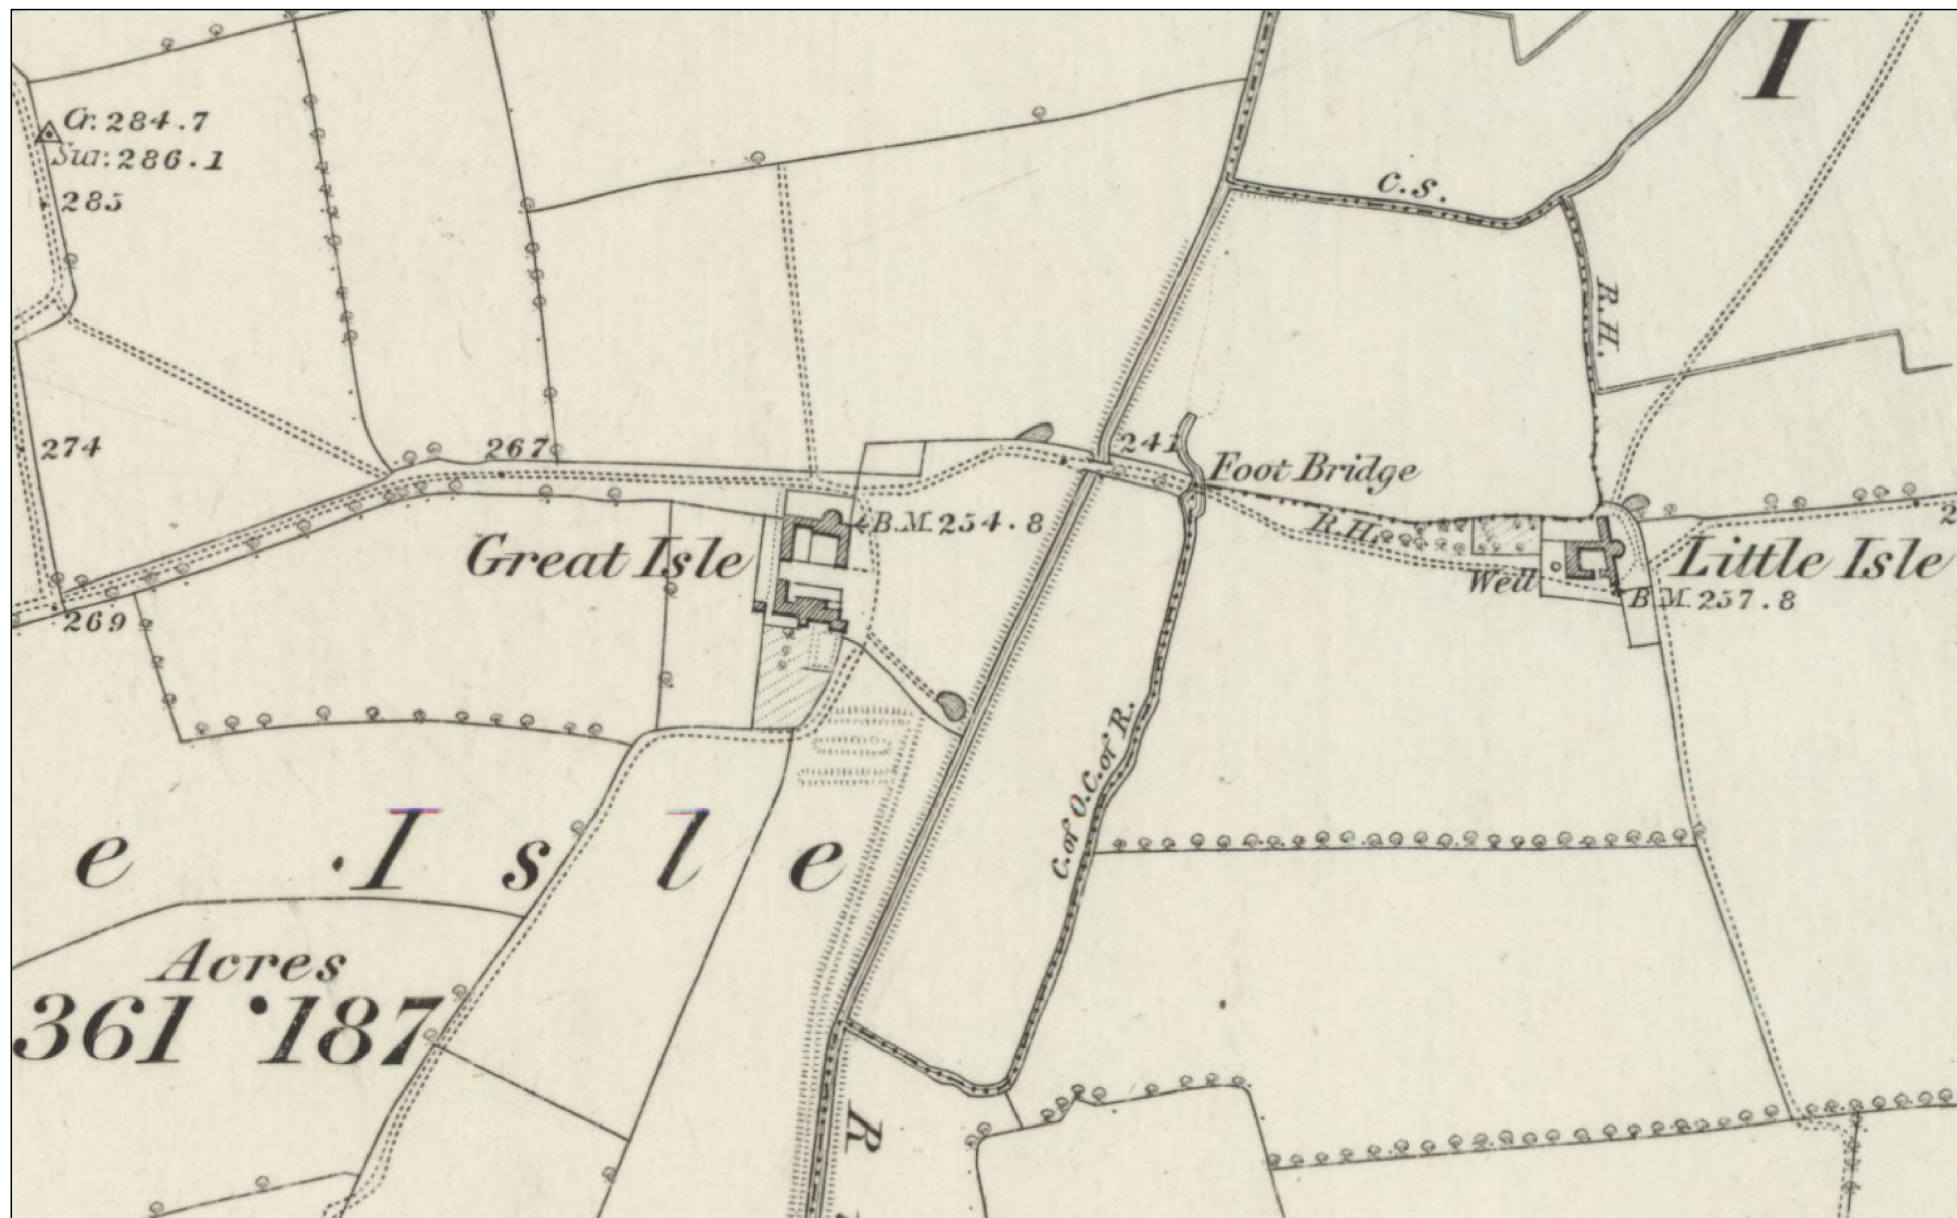 I
Cr. 284.7
Sur. 286.1
285
C.S.
R.H.
274
267
241
Foot Bridge
B.M. 254.8
R.H.
Great Isle
Well
Little Isle
B.M. 257.8
269
C. of O.C. of R.
e Isle
Acres
361.187
R